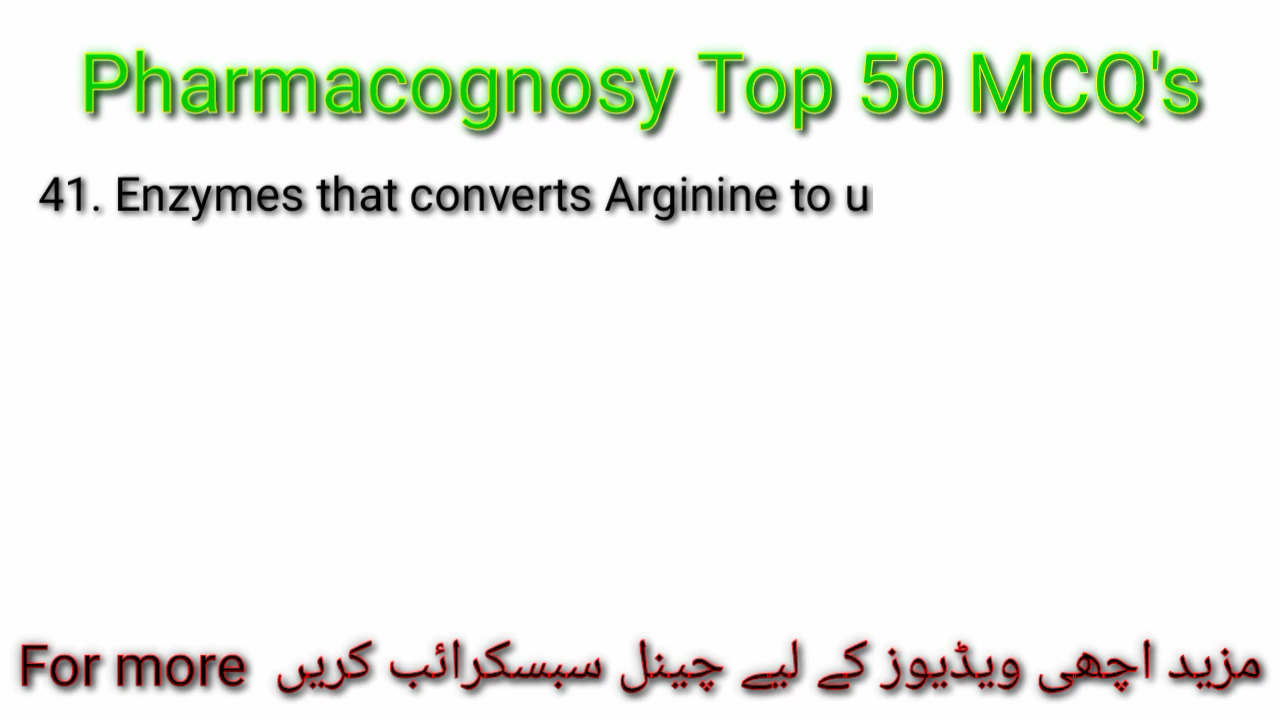 Pharmacognosy Top 50 MCQ's
41. Enzymes that converts Arginine to u
For more مزید اچھی ویڈیوز کے لیے چینل سبسکرائب کریں